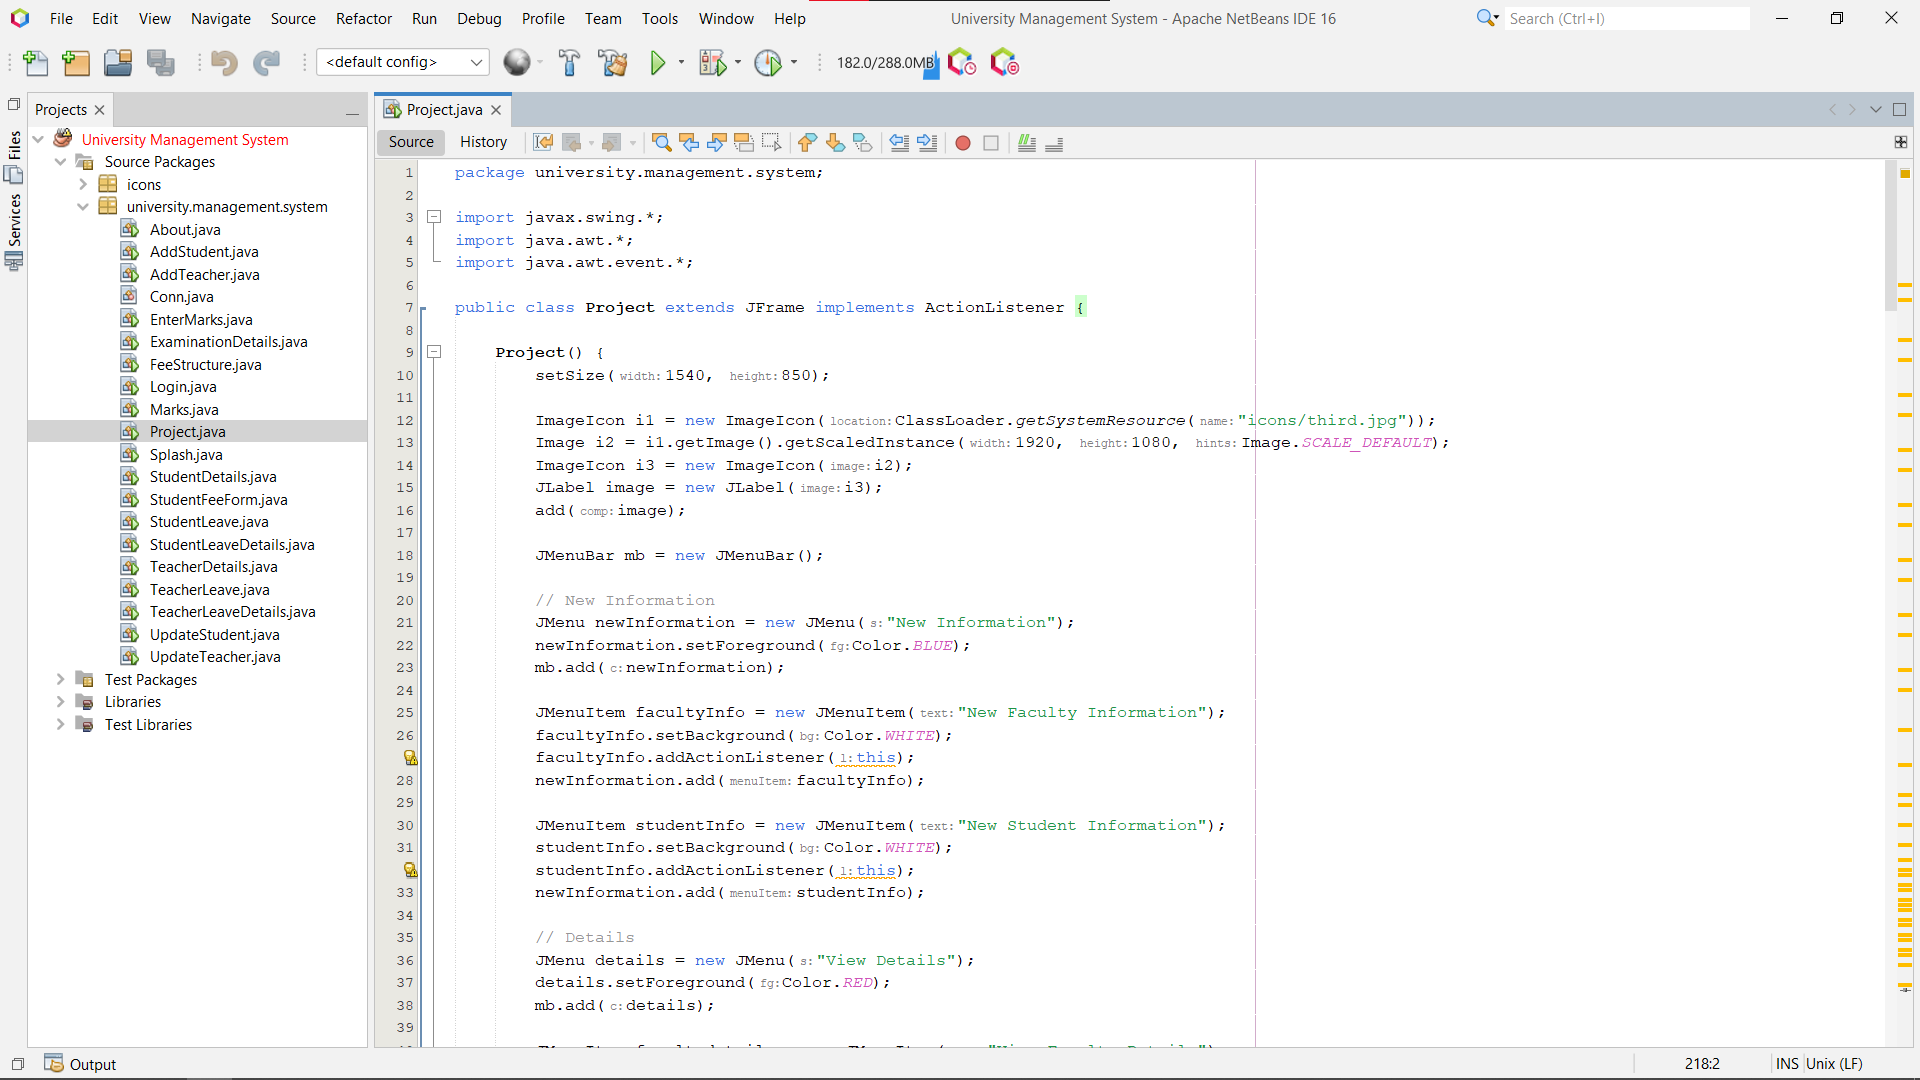 File Edit View Navigate Source Refactor Run Debug Profile Team Tools Window Help
University Management System - Apache NetBeans IDE 16
Search (Ctrl+I)
<default config>
182.0/288.0MB
Files
Services
Projects
University Management System
Source Packages
icons
university.management.system
About.java
AddStudent.java
AddTeacher.java
Conn.java
EnterMarks.java
ExaminationDetails.java
FeeStructure.java
Login.java
Marks.java
Project.java
Splash.java
StudentDetails.java
StudentFeeForm.java
StudentLeave.java
StudentLeaveDetails.java
TeacherDetails.java
TeacherLeave.java
TeacherLeaveDetails.java
UpdateStudent.java
UpdateTeacher.java
Test Packages
Libraries
Test Libraries
Project.java
Source History
1 package university.management.system;
2
3 import javax.swing.*;
4 import java.awt.*;
5 import java.awt.event.*;
6
7 public class Project extends JFrame implements ActionListener {
8
9 Project() {
10 setSize(width: 1540, height: 850);
11
12 ImageIcon i1 = new ImageIcon(location: ClassLoader.getSystemResource(name: "icons/third.jpg"));
13 Image i2 = i1.getImage().getScaledInstance(width: 1920, height: 1080, hints: Image.SCALE_DEFAULT);
14 ImageIcon i3 = new ImageIcon(image: i2);
15 JLabel image = new JLabel(image: i3);
16 add(comp: image);
17
18 JMenuBar mb = new JMenuBar();
19
20 // New Information
21 JMenu newInformation = new JMenu(s: "New Information");
22 newInformation.setForeground(fg: Color.BLUE);
23 mb.add(c: newInformation);
24
25 JMenuItem facultyInfo = new JMenuItem(text: "New Faculty Information");
26 facultyInfo.setBackground(bg: Color.WHITE);
facultyInfo.addActionListener(l: this);
28 newInformation.add(menuItem: facultyInfo);
29
30 JMenuItem studentInfo = new JMenuItem(text: "New Student Information");
31 studentInfo.setBackground(bg: Color.WHITE);
studentInfo.addActionListener(l: this);
33 newInformation.add(menuItem: studentInfo);
34
35 // Details
36 JMenu details = new JMenu(s: "View Details");
37 details.setForeground(fg: Color.RED);
38 mb.add(c: details);
39
Output
218:2
INS Unix (LF)